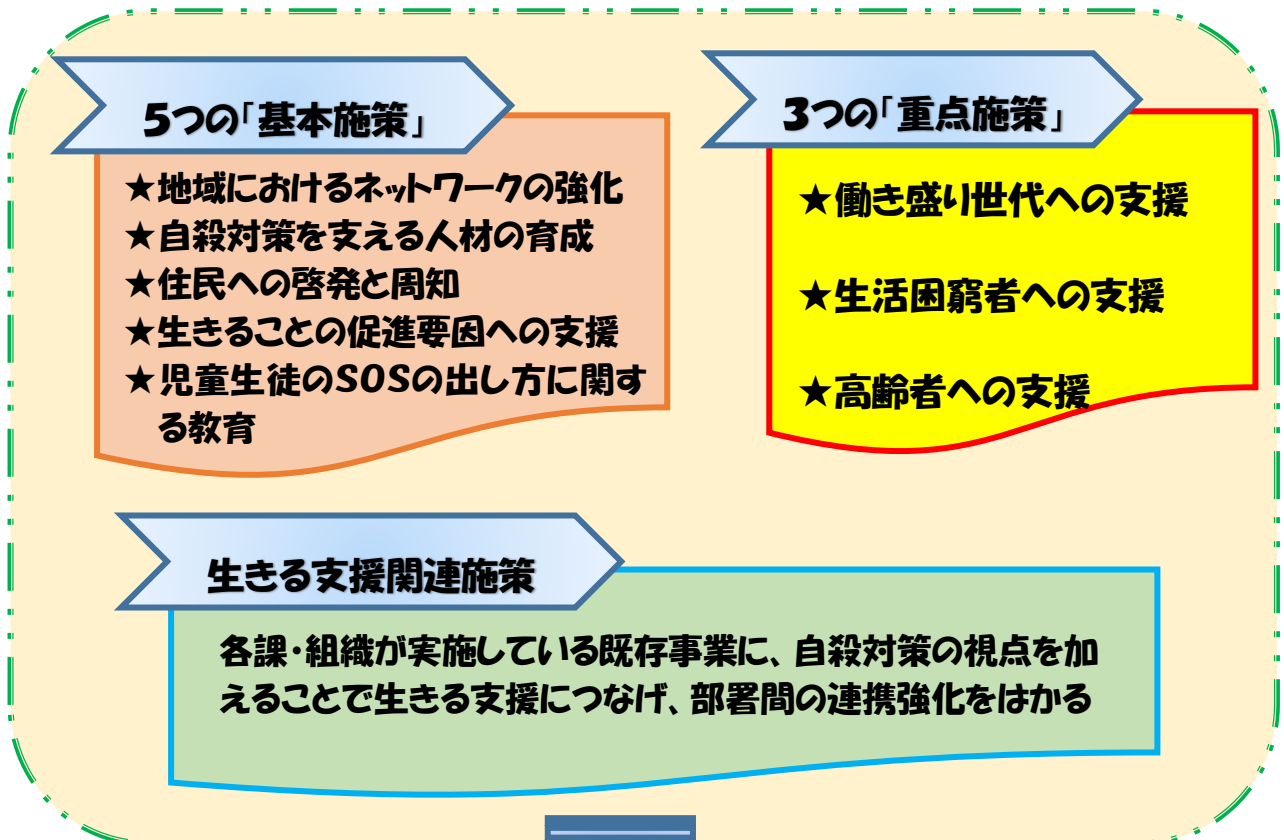 5つの「基本施策」
★地域におけるネットワークの強化
★自殺対策を支える人材の育成
★住民への啓発と周知
★生きることの促進要因への支援
★児童生徒のSOSの出し方に関す
る教育
3つの「重点施策」
★働き盛り世代への支援
★生活困窮者への支援
★高齢者への支援
生きる支援関連施策
各課・組織が実施している既存事業に、自殺対策の視点を加
えることで生きる支援につなげ、部署間の連携強化をはかる